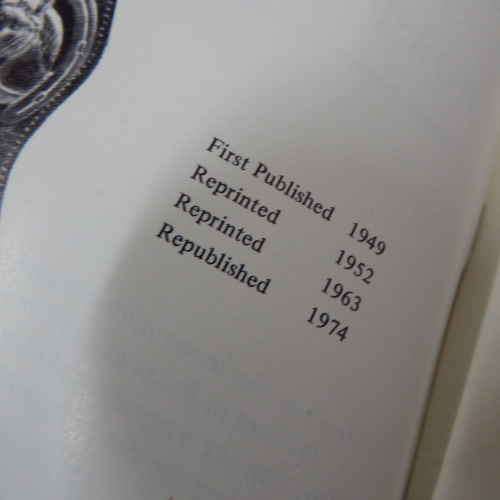 First Published 1949
Reprinted 1952
Reprinted 1963
Republished 1974